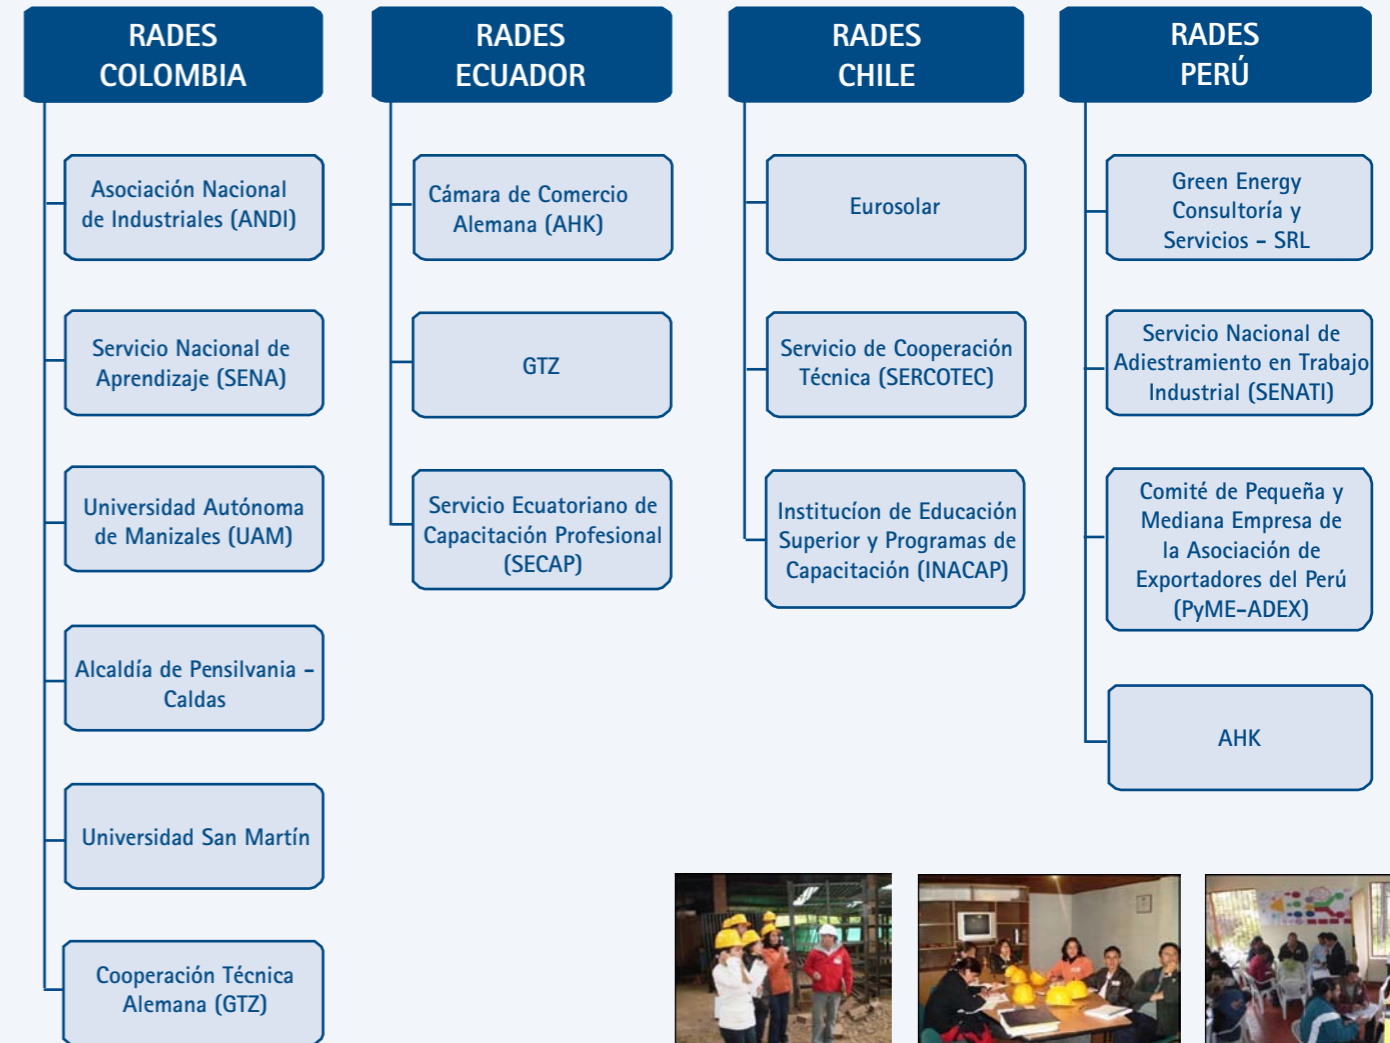 RADES
COLOMBIA
Asociación Nacional
de Industriales (ANDI)
Servicio Nacional de
Aprendizaje (SENA)
Universidad Autónoma
de Manizales (UAM)
Alcaldía de Pensilvania -
Caldas
Universidad San Martín
Cooperación Técnica
Alemana (GTZ)
RADES
ECUADOR
Cámara de Comercio
Alemana (AHK)
GTZ
Servicio Ecuatoriano de
Capacitación Profesional
(SECAP)
RADES
CHILE
Eurosolar
Servicio de Cooperación
Técnica (SERCOTEC)
Institucíon de Educación
Superior y Programas de
Capacitación (INACAP)
RADES
PERÚ
Green Energy
Consultoría y
Servicios - SRL
Servicio Nacional de
Adiestramiento en Trabajo
Industrial (SENATI)
Comité de Pequeña y
Mediana Empresa de
la Asociación de
Exportadores del Perú
(PyME-ADEX)
AHK